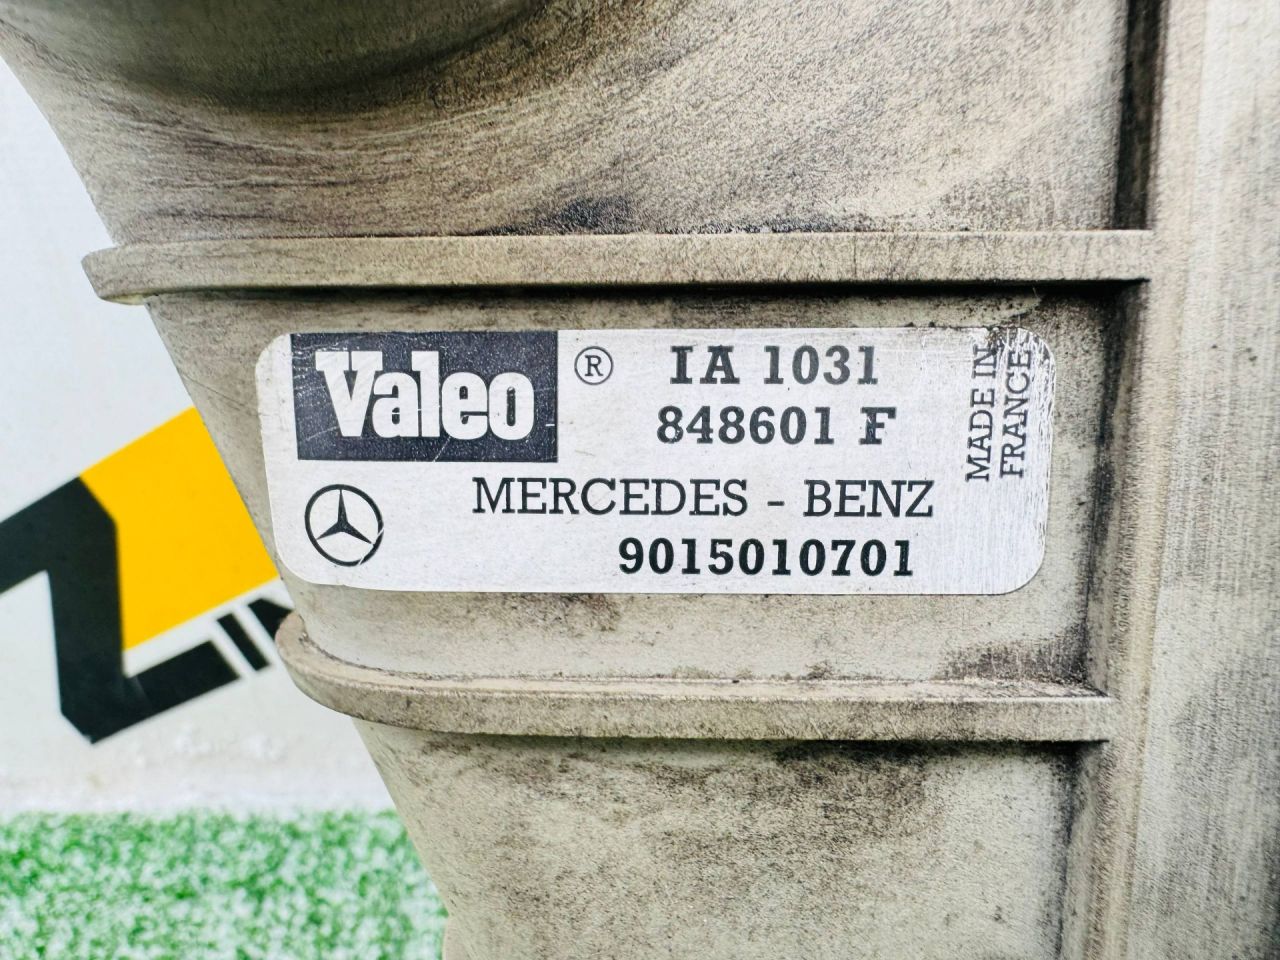 Valeo ® IA 1031
848601 F
MADE IN
FRANCE
MERCEDES - BENZ
9015010701